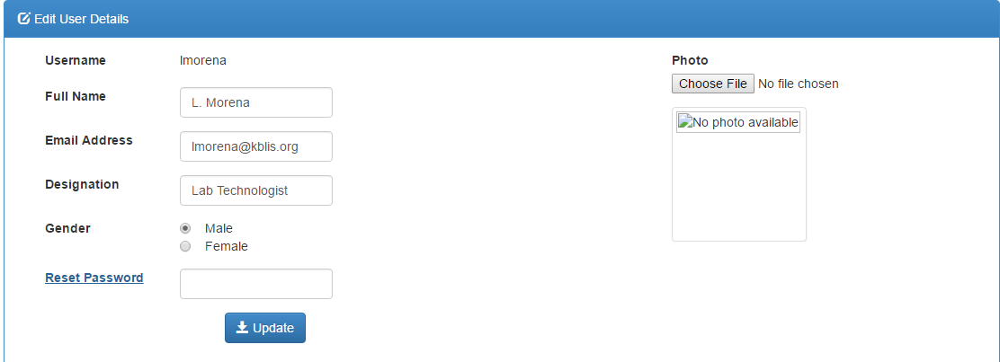 Edit User Details
Username lmorena
Full Name L. Morena
Email Address lmorena@kblis.org
Designation Lab Technologist
Gender Male
Female
Reset Password
Update
Photo
Choose File No file chosen
No photo available